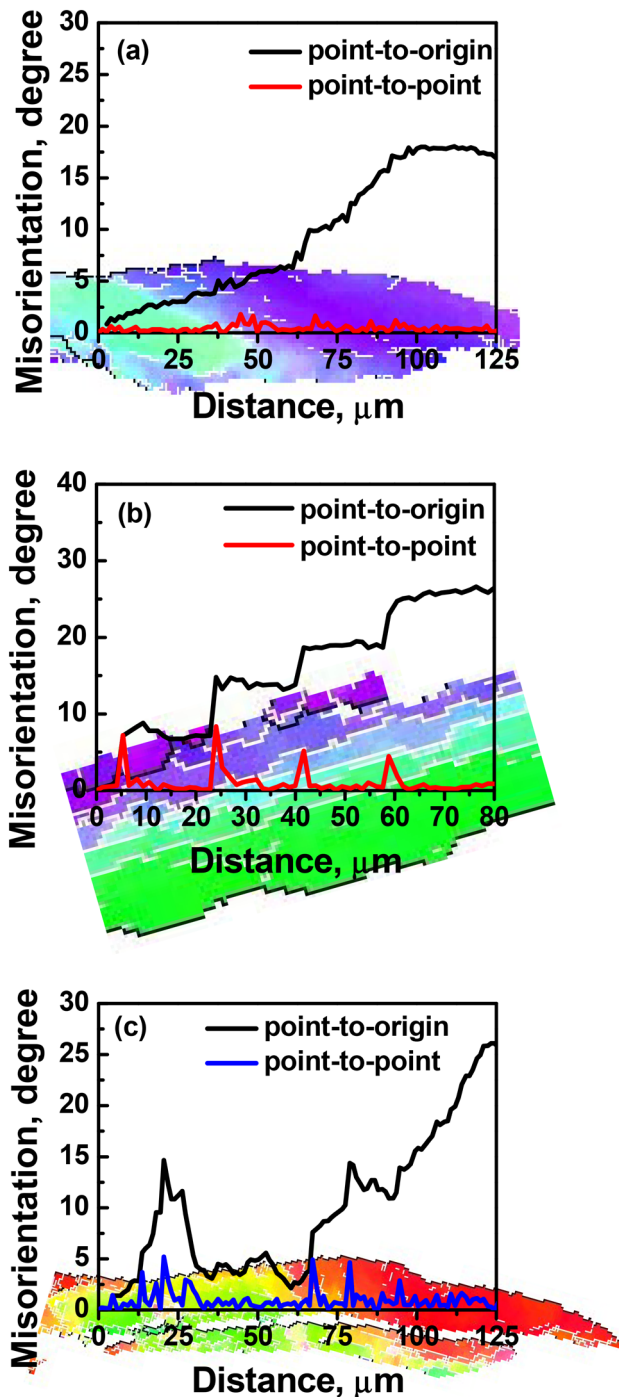 30
(a)
point-to-origin
25
point-to-point
20
15
10
5
0
0 25 50 75 100 125
Misorientation, degree
Distance, μm
40
(b)
point-to-origin
30
point-to-point
20
10
0
0 10 20 30 40 50 60 70 80
Misorientation, degree
Distance, μm
30
(c)
point-to-origin
25
point-to-point
20
15
10
5
0
0 25 50 75 100 125
Misorientation, degree
Distance, μm